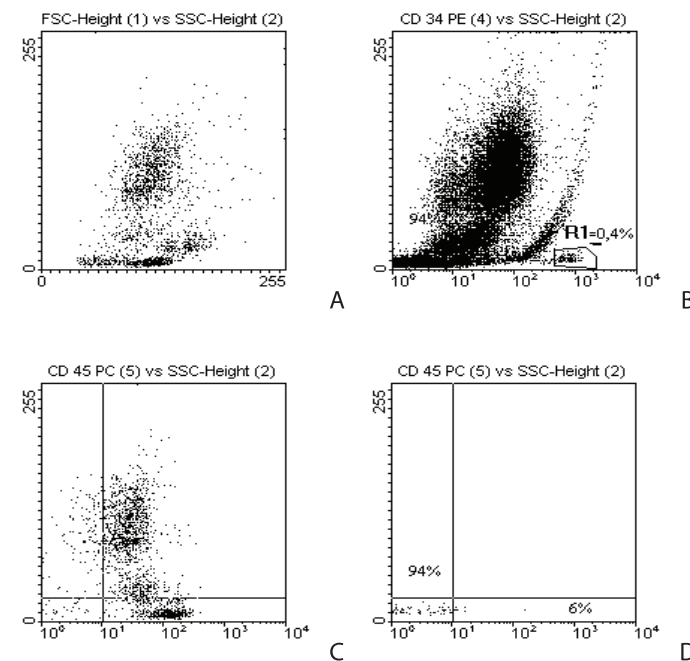 FSC-Height (1) vs SSC-Height (2)
255
0
0
255
A
CD 34 PE (4) vs SSC-Height (2)
255
94
R1=0,4%
0
10⁰ 10¹ 10² 10³ 10⁴
B
CD 45 PC (5) vs SSC-Height (2)
255
0
10⁰ 10¹ 10² 10³ 10⁴
C
CD 45 PC (5) vs SSC-Height (2)
255
94%
6%
0
10⁰ 10¹ 10² 10³ 10⁴
D